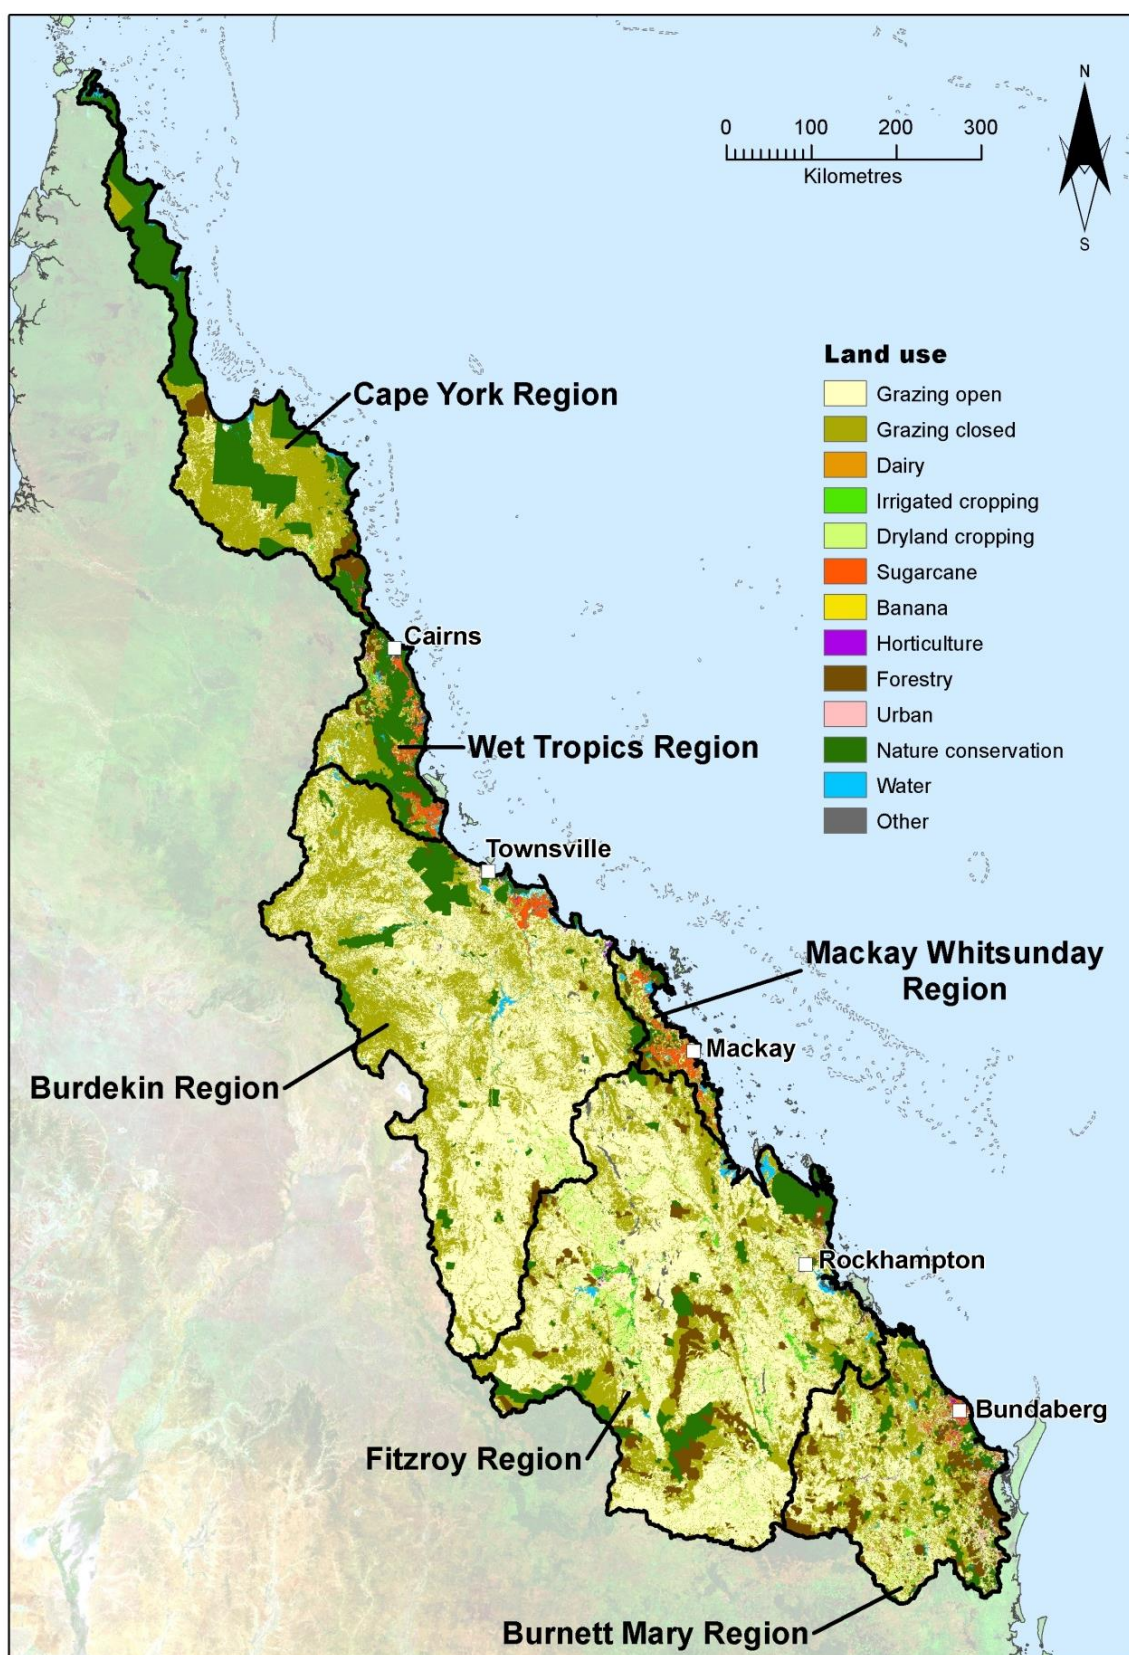 N
0 100 200 300
Kilometres
S
Land use
Grazing open
Grazing closed
Dairy
Irrigated cropping
Dryland cropping
Sugarcane
Banana
Horticulture
Forestry
Urban
Nature conservation
Water
Other
Cape York Region
Cairns
Wet Tropics Region
Townsville
Mackay Whitsunday
Region
Mackay
Burdekin Region
Rockhampton
Bundaberg
Fitzroy Region
Burnett Mary Region